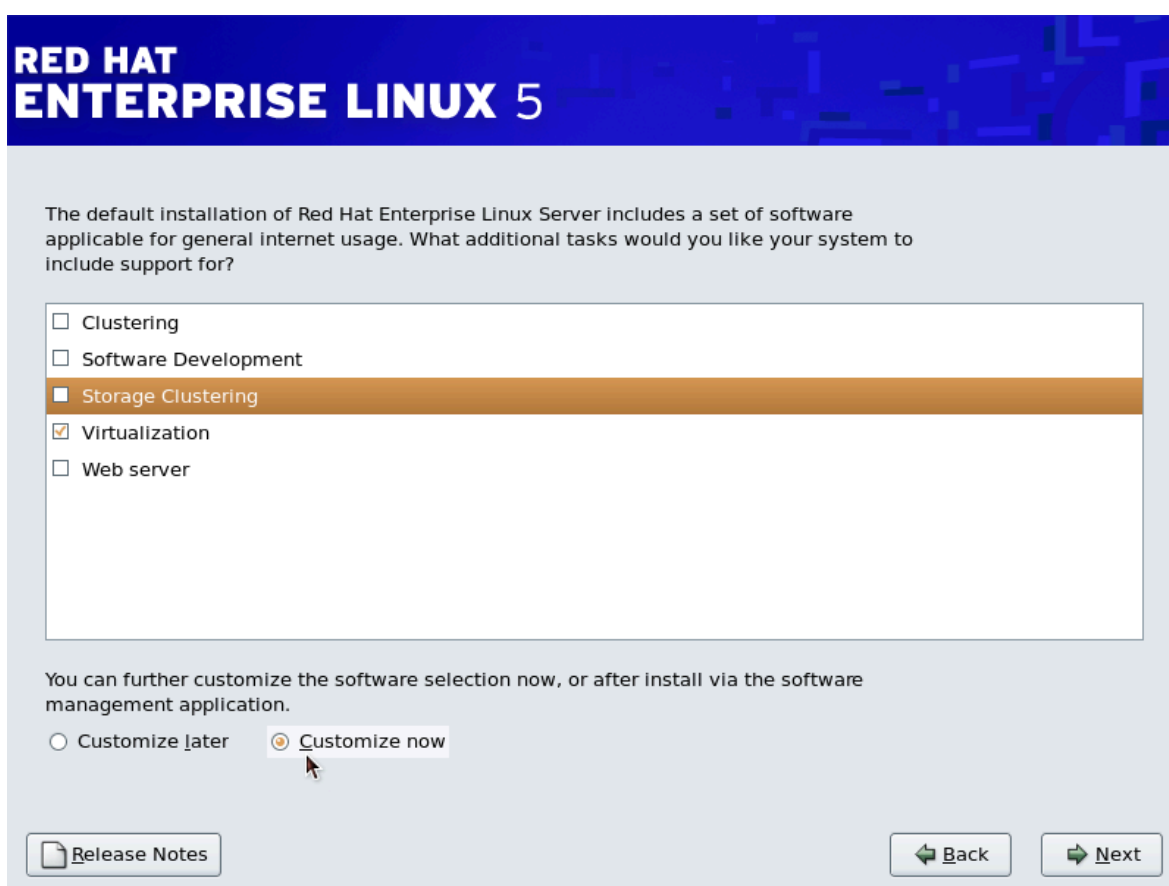 RED HAT
ENTERPRISE LINUX 5
The default installation of Red Hat Enterprise Linux Server includes a set of software
applicable for general internet usage. What additional tasks would you like your system to
include support for?
Clustering
Software Development
Storage Clustering
Virtualization
Web server
You can further customize the software selection now, or after install via the software
management application.
Customize later Customize now
Release Notes Back Next